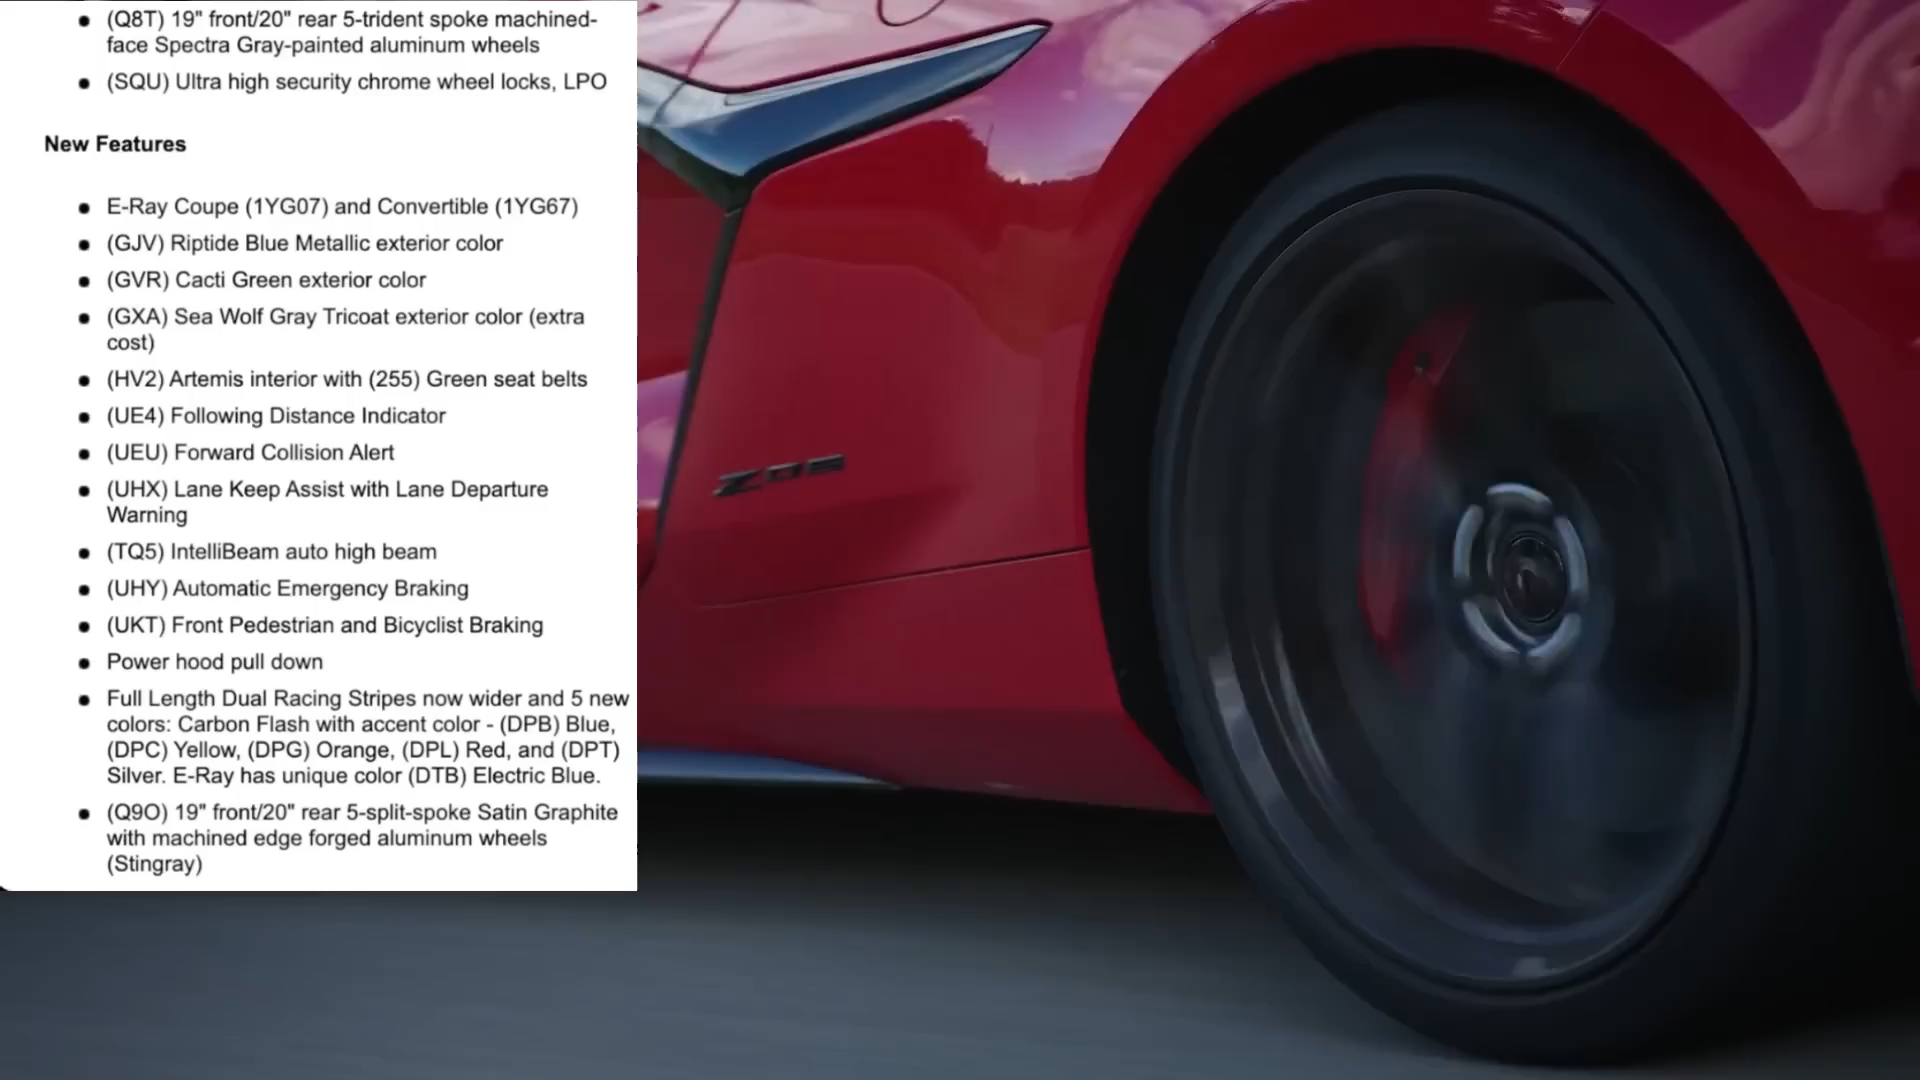 (Q8T) 19" front/20" rear 5-trident spoke machined-
face Spectra Gray-painted aluminum wheels
(SQU) Ultra high security chrome wheel locks, LPO
New Features
E-Ray Coupe (1YG07) and Convertible (1YG67)
(GJV) Riptide Blue Metallic exterior color
(GVR) Cacti Green exterior color
(GXA) Sea Wolf Gray Tricoat exterior color (extra
cost)
(HV2) Artemis interior with (255) Green seat belts
(UE4) Following Distance Indicator
(UEU) Forward Collision Alert
(UHX) Lane Keep Assist with Lane Departure
Warning
(TQ5) IntelliBeam auto high beam
(UHY) Automatic Emergency Braking
(UKT) Front Pedestrian and Bicyclist Braking
Power hood pull down
Full Length Dual Racing Stripes now wider and 5 new
colors: Carbon Flash with accent color - (DPB) Blue,
(DPC) Yellow, (DPG) Orange, (DPL) Red, and (DPT)
Silver. E-Ray has unique color (DTB) Electric Blue.
(Q9O) 19" front/20" rear 5-split-spoke Satin Graphite
with machined edge forged aluminum wheels
(Stingray)
Z06